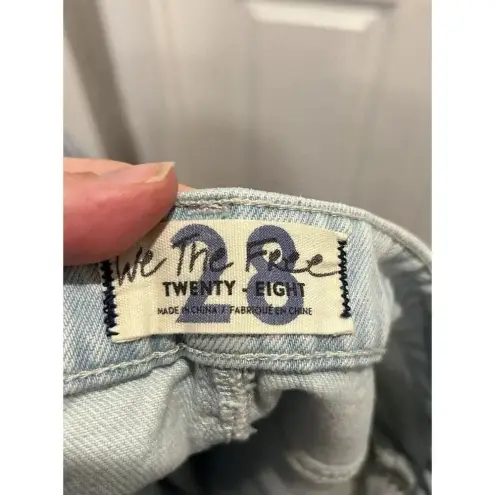 28
We The Free
TWENTY - EIGHT
MADE IN CHINA / FABRIQUÉ EN CHINE